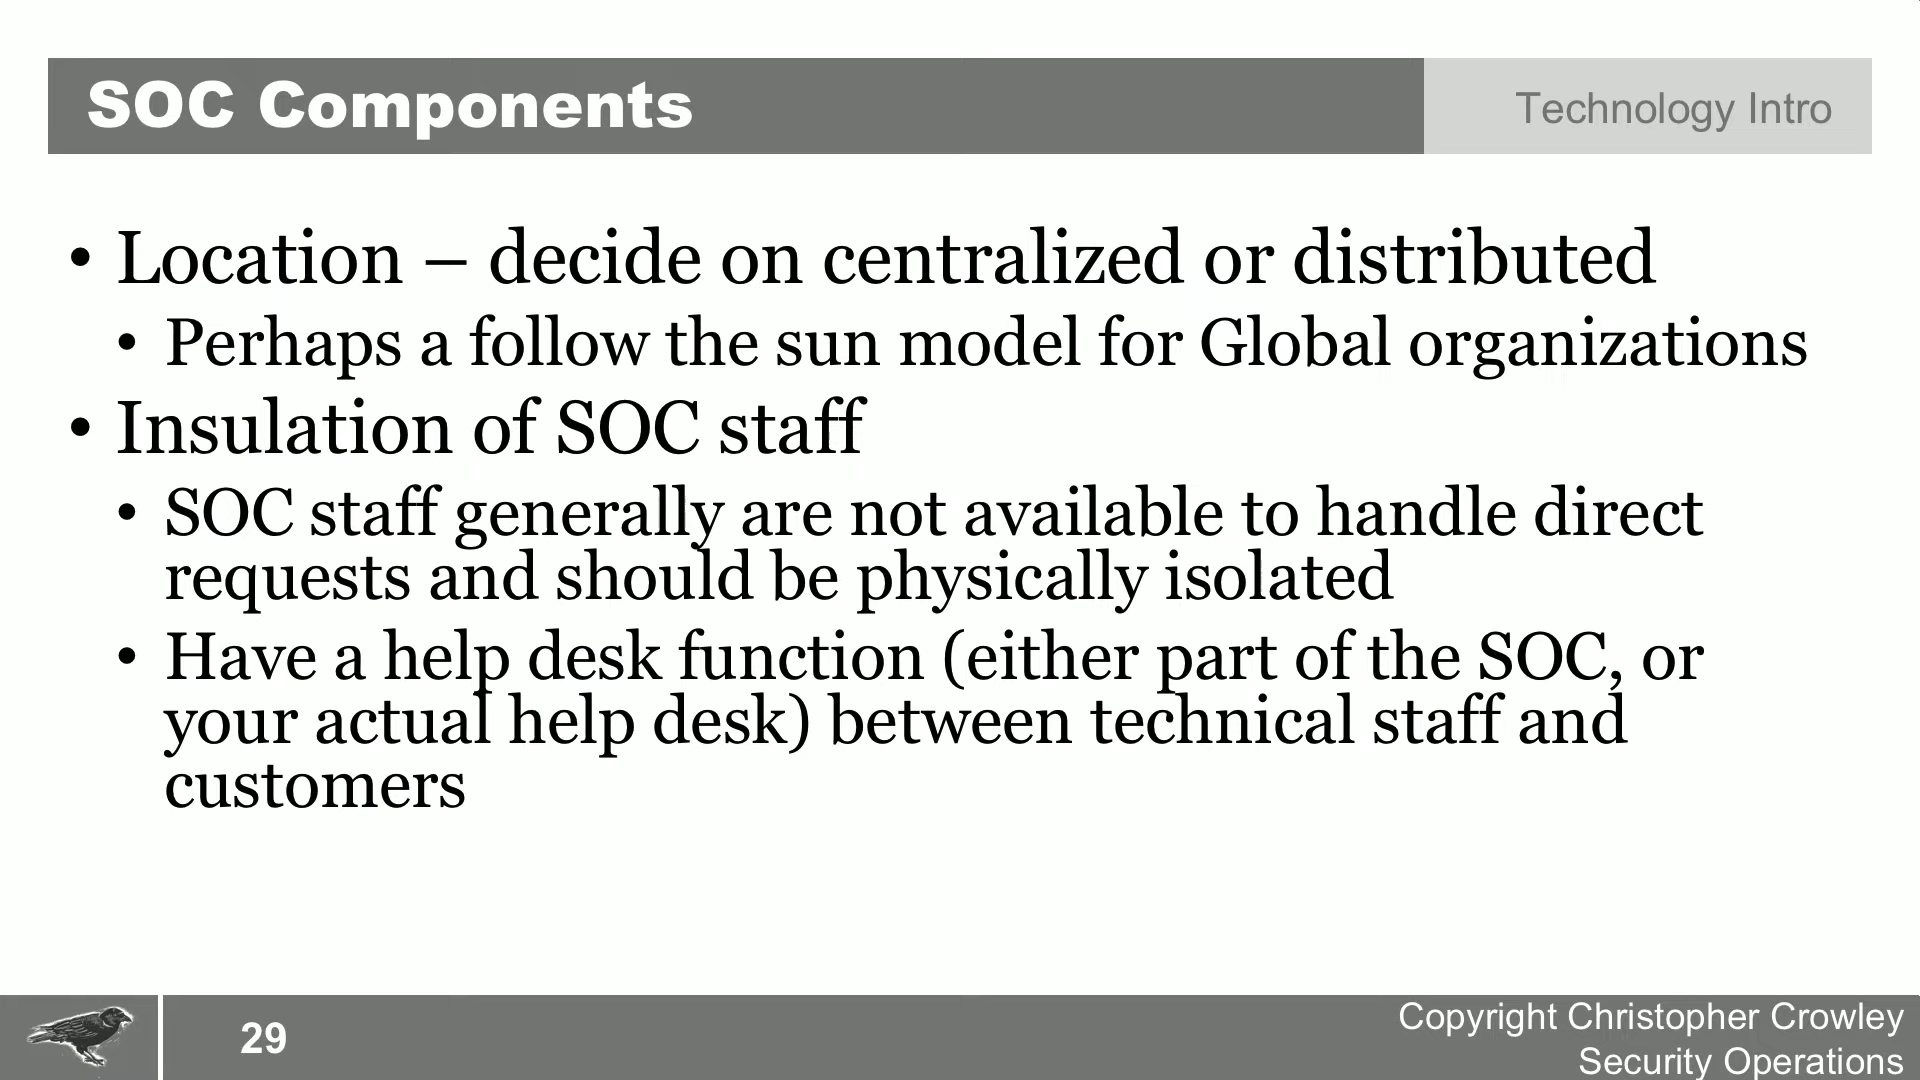 SOC Components
Technology Intro
• Location – decide on centralized or distributed
• Perhaps a follow the sun model for Global organizations
• Insulation of SOC staff
• SOC staff generally are not available to handle direct
requests and should be physically isolated
• Have a help desk function (either part of the SOC, or
your actual help desk) between technical staff and
customers
29
Copyright Christopher Crowley
Security Operations